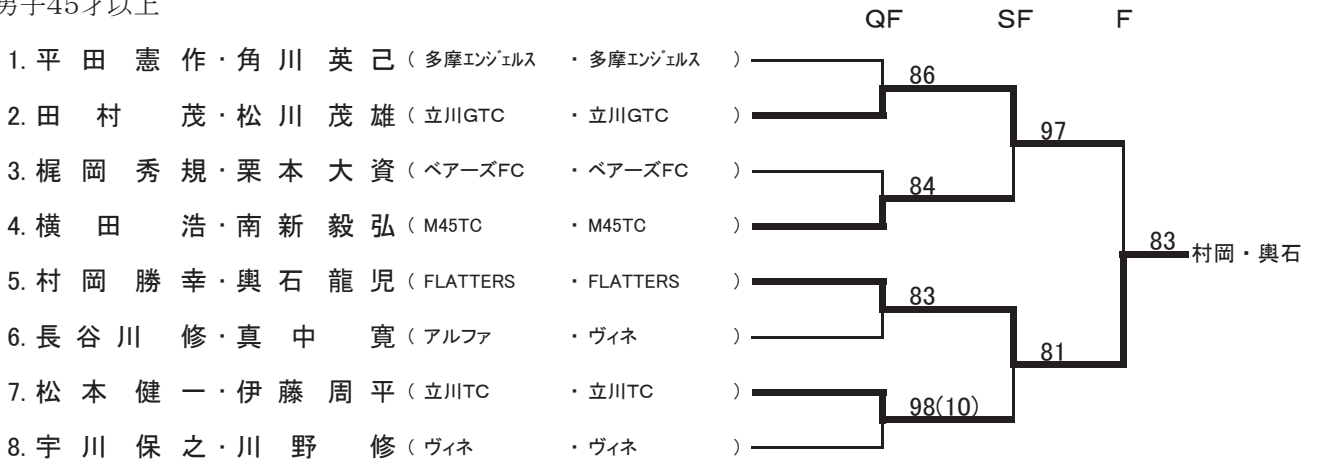 男子45才以上
QF SF F
1. 平田 憲作・角川 英己 ( 多摩エンジェルス ・ 多摩エンジェルス )
86
2. 田村 茂・松川 茂雄 ( 立川GTC ・ 立川GTC )
97
3. 梶岡 秀規・栗本 大資 ( ベアーズFC ・ ベアーズFC )
84
4. 横田 浩・南新 毅弘 ( M45TC ・ M45TC )
83 村岡・輿石
5. 村岡 勝幸・輿石 龍児 ( FLATTERS ・ FLATTERS )
83
6. 長谷川 修・真中 寛 ( アルファ ・ ヴィネ )
81
7. 松本 健一・伊藤 周平 ( 立川TC ・ 立川TC )
98(10)
8. 宇川 保之・川野 修 ( ヴィネ ・ ヴィネ )